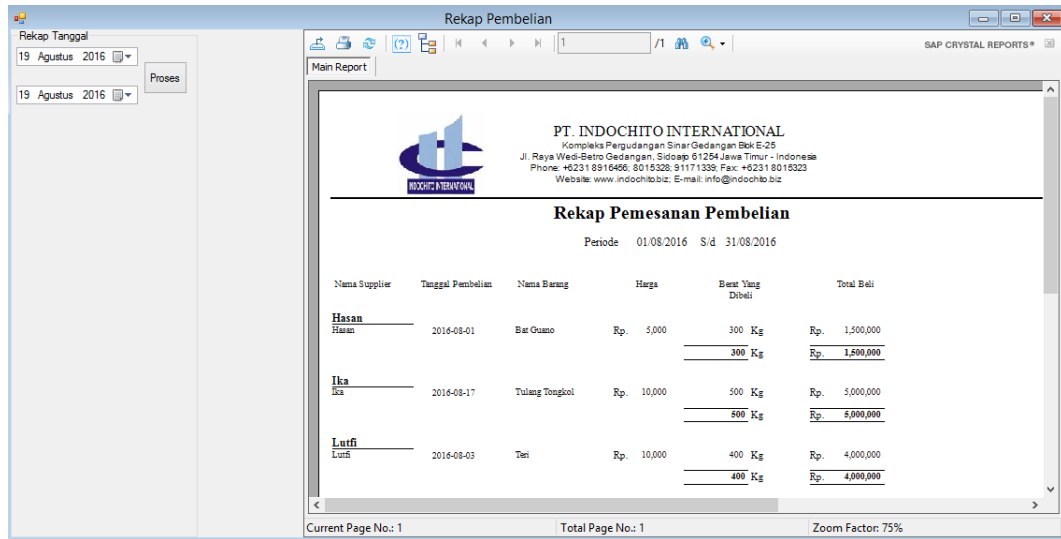 Rekap Pembelian
Rekap Tanggal
19 Agustus 2016
Proses
19 Agustus 2016
1 /1
SAP CRYSTAL REPORTS®
Main Report
INDOCHITO INTERNATIONAL
PT. INDOCHITO INTERNATIONAL
Kompleks Pergudangan Sinar Gedangan Blok E-25
Jl. Raya Wedi-Betro Gedangan, Sidoarjo 61254 Jawa Timur - Indonesia
Phone: +6231 8916456; 8015328; 91171339; Fax: +6231 8015323
Website: www.indochito.biz; E-mail: info@indochito.biz
Rekap Pemesanan Pembelian
Periode 01/08/2016 S/d 31/08/2016
Nama Supplier Tanggal Pembelian Nama Barang Harga Berat Yang Dibeli Total Beli
Hasan
Hasan 2016-08-01 Bat Guano Rp. 5,000 300 Kg Rp. 1,500,000
300 Kg Rp. 1,500,000
Ika
Ika 2016-08-17 Tulang Tongkol Rp. 10,000 500 Kg Rp. 5,000,000
500 Kg Rp. 5,000,000
Lutfi
Lutfi 2016-08-03 Teri Rp. 10,000 400 Kg Rp. 4,000,000
400 Kg Rp. 4,000,000
Current Page No.: 1 Total Page No.: 1 Zoom Factor: 75%